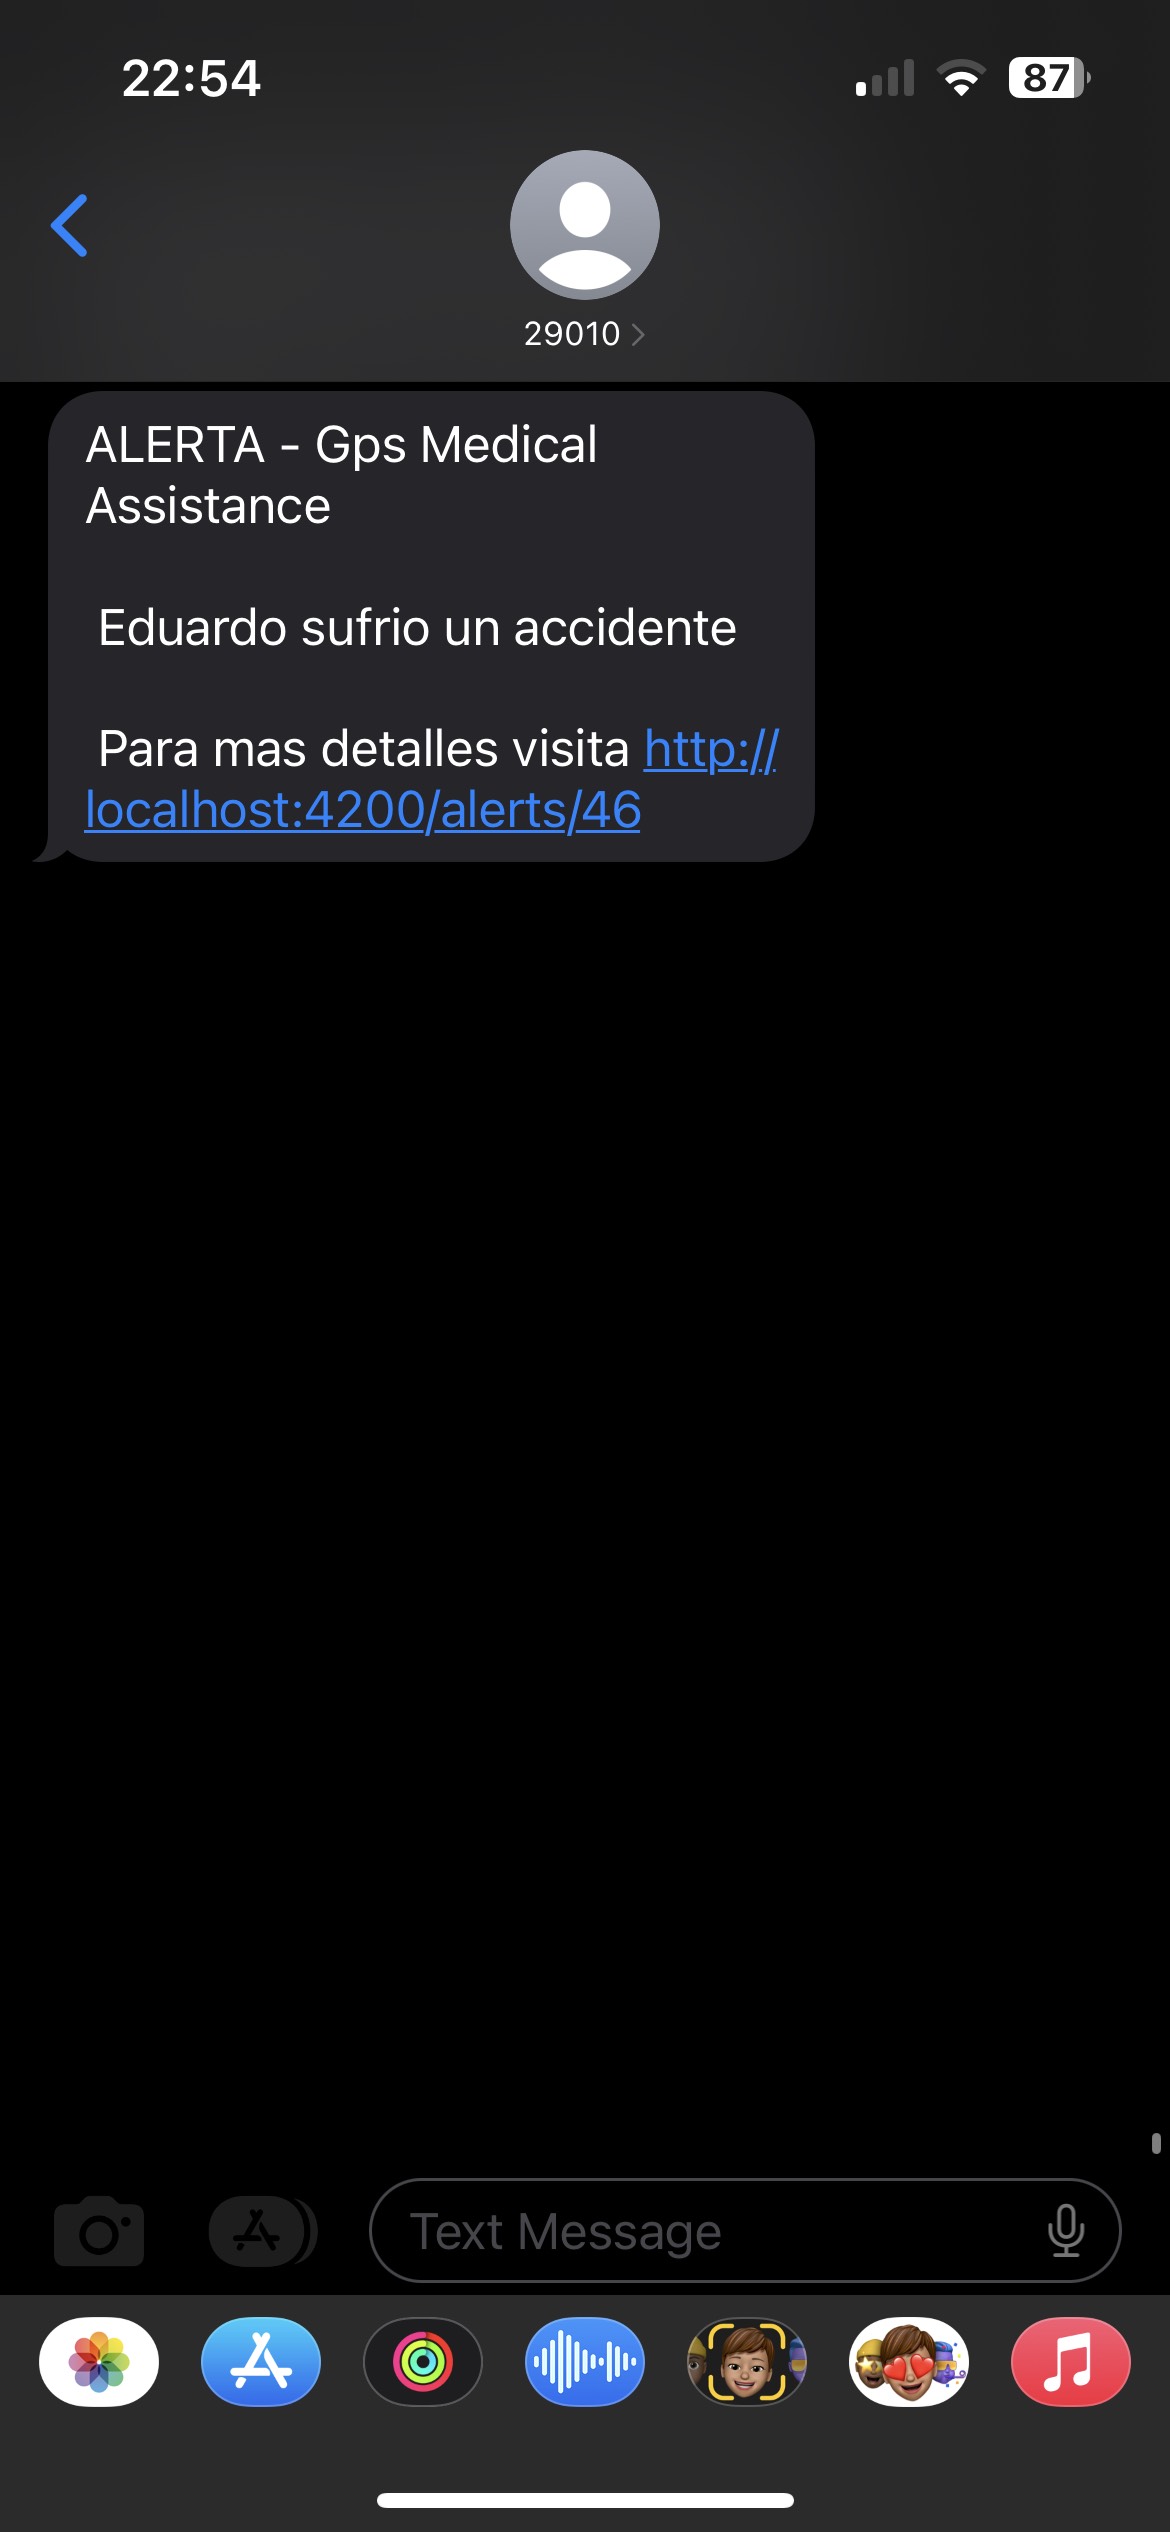 22:54
87
29010
ALERTA - Gps Medical
Assistance
Eduardo sufrio un accidente
Para mas detalles visita http://
localhost:4200/alerts/46
Text Message